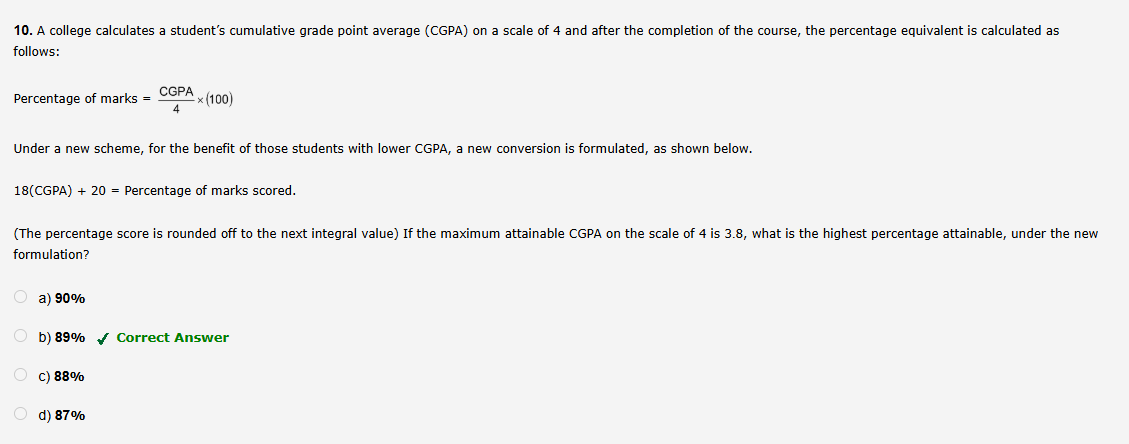 10. A college calculates a student's cumulative grade point average (CGPA) on a scale of 4 and after the completion of the course, the percentage equivalent is calculated as
follows:
Percentage of marks = CGPA/4 ×(100)
Under a new scheme, for the benefit of those students with lower CGPA, a new conversion is formulated, as shown below.
18(CGPA) + 20 = Percentage of marks scored.
(The percentage score is rounded off to the next integral value) If the maximum attainable CGPA on the scale of 4 is 3.8, what is the highest percentage attainable, under the new
formulation?
a) 90%
b) 89% ✓ Correct Answer
c) 88%
d) 87%